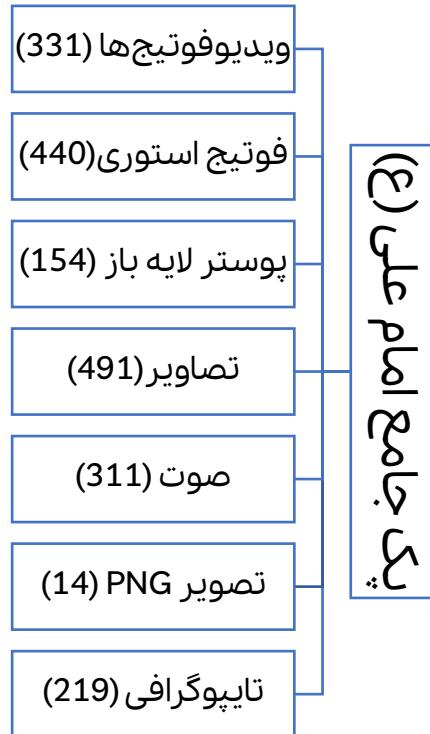 پک جامع امام علی (ع)
ویدیوفوتیج‌ها (331)
فوتیج استوری(440)
پوستر لایه باز (154)
تصاویر(491)
صوت (311)
تصویر PNG (14)
تایپوگرافی (219)